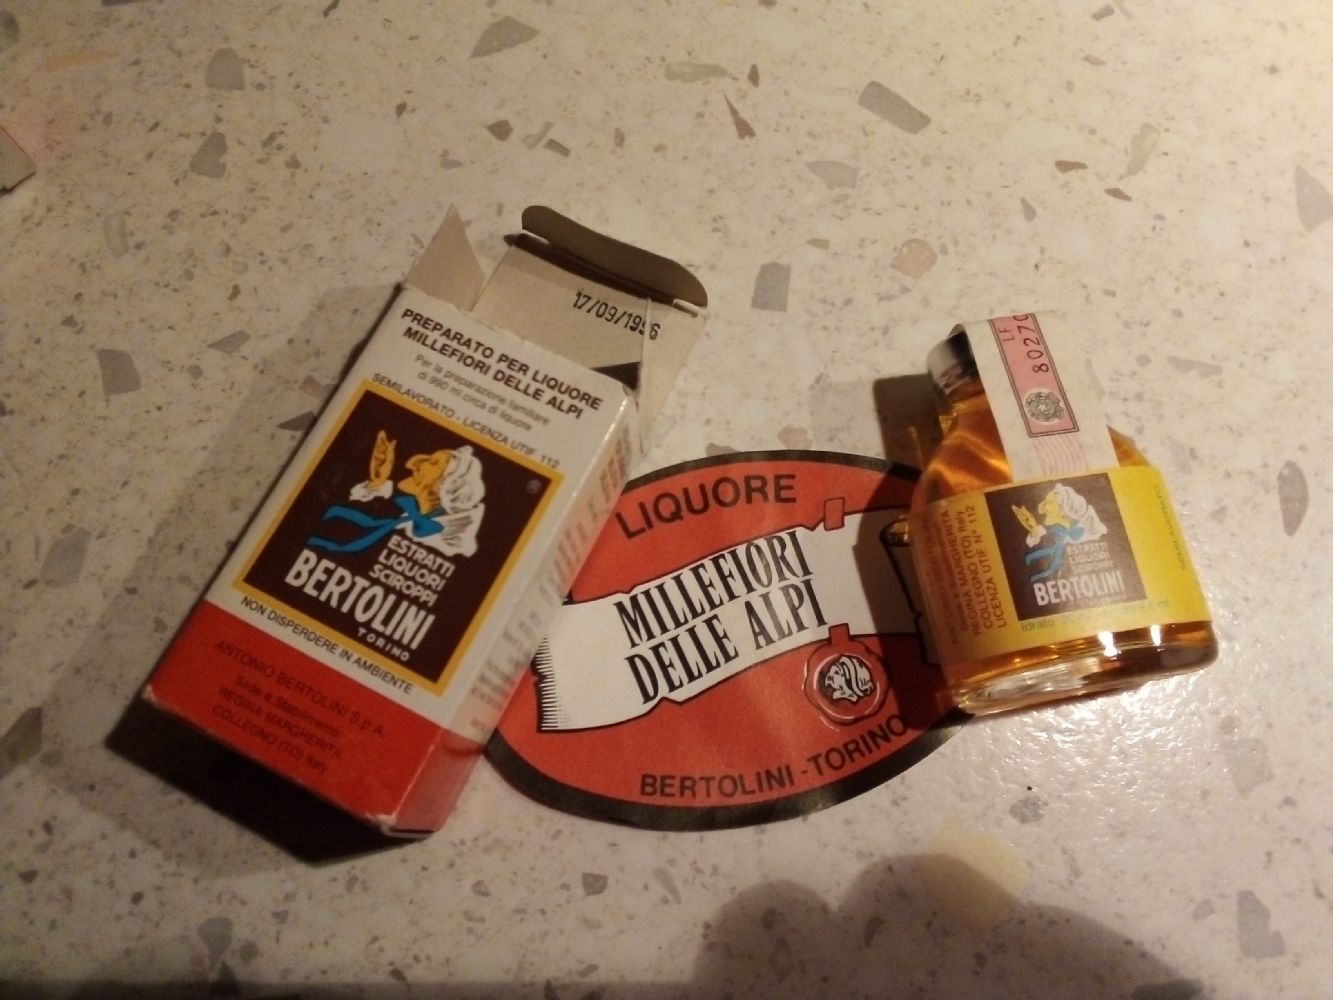 17/09/1996
PREPARATO PER LIQUORE
MILLEFIORI DELLE ALPI
Per la preparazione familiare
di 990 ml circa di liquore
SEMILAVORATO - LICENZA UTIF 112
®
ESTRATTI
LIQUORI
SCIROPPI
BERTOLINI
TORINO
NON DISPERDERE IN AMBIENTE
ANTONIO BERTOLINI S.p.A.
Sede e Stabilimento:
REGINA MARGHERITA
COLLEGNO (TO) Italy
LIQUORE
MILLEFIORI
DELLE ALPI
BERTOLINI-TORINO
LF
80270
REGINA MARGHERITA
COLLEGNO (TO) Italy
LICENZA UTIF N° 112
ESTRATTI
LIQUORI
SCIROPPI
BERTOLINI